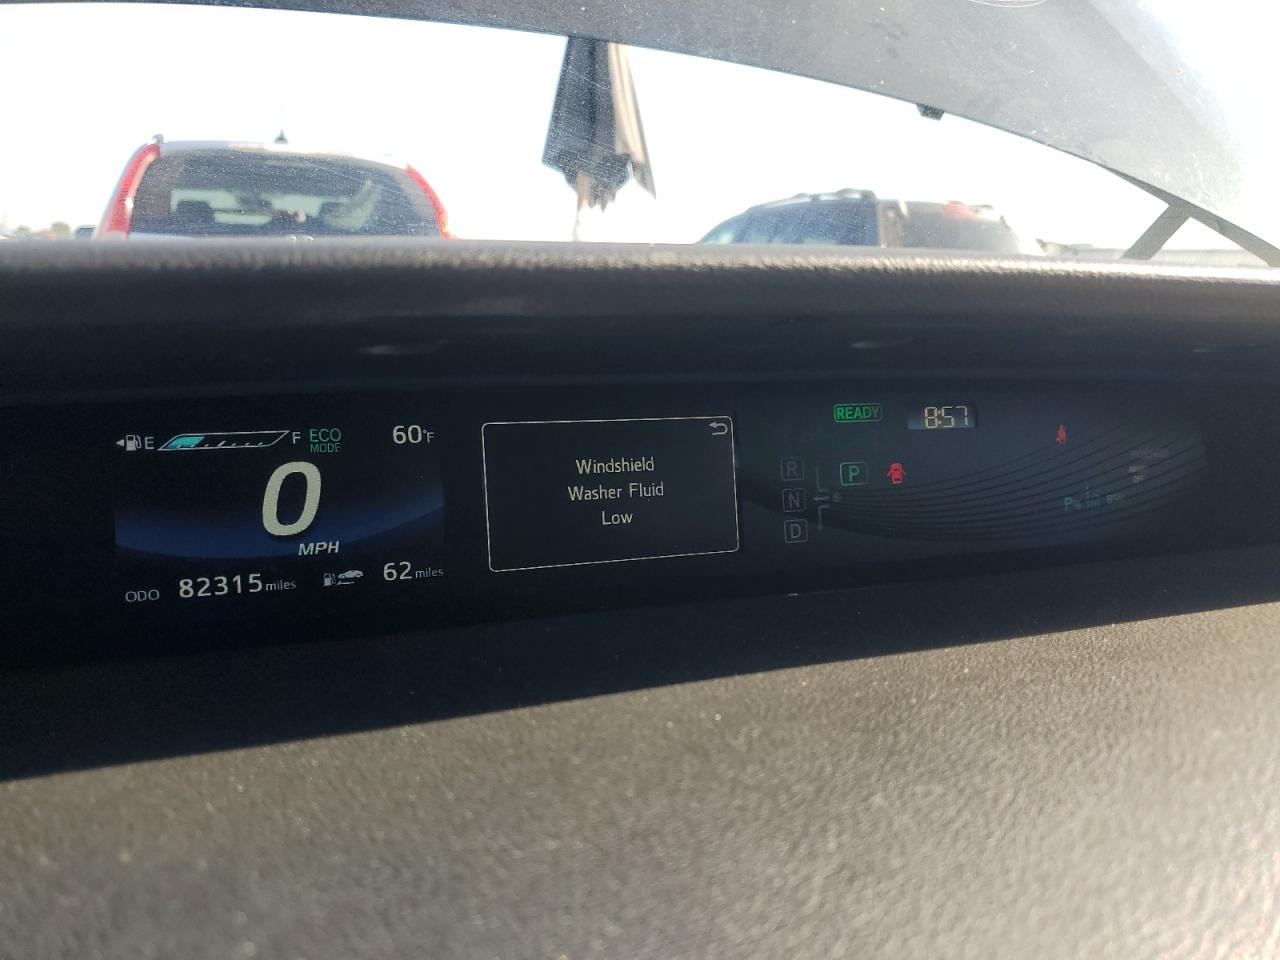 E F ECO
MODE
60°F
0
MPH
ODO 82315 miles 62 miles
Windshield
Washer Fluid
Low
READY 8:57
R
N
D
P